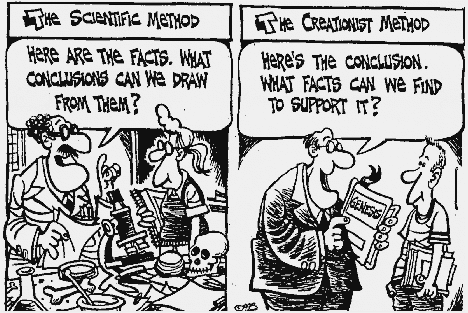 The Scientific Method
Here are the facts. What
conclusions can we draw
from them?
The Creationist Method
Here's the conclusion.
What facts can we find
to support it?
GENESIS